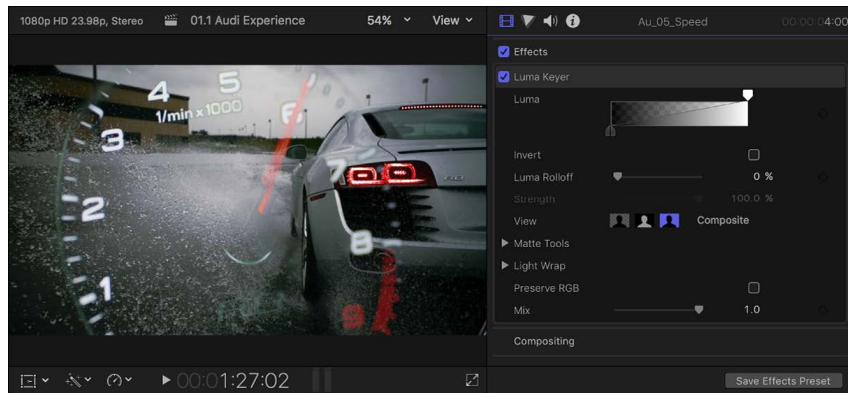 1080p HD 23.98p, Stereo
01.1 Audi Experience
54%
View
Au_05_Speed
00:00:04:00
Effects
Luma Keyer
Luma
Invert
Luma Rolloff
0 %
Strength
100.0 %
View
Composite
Matte Tools
Light Wrap
Preserve RGB
Mix
1.0
Compositing
5
4
1/min x 1000
6
3
7
R8
2
8
1
9
00:01:27:02
Save Effects Preset